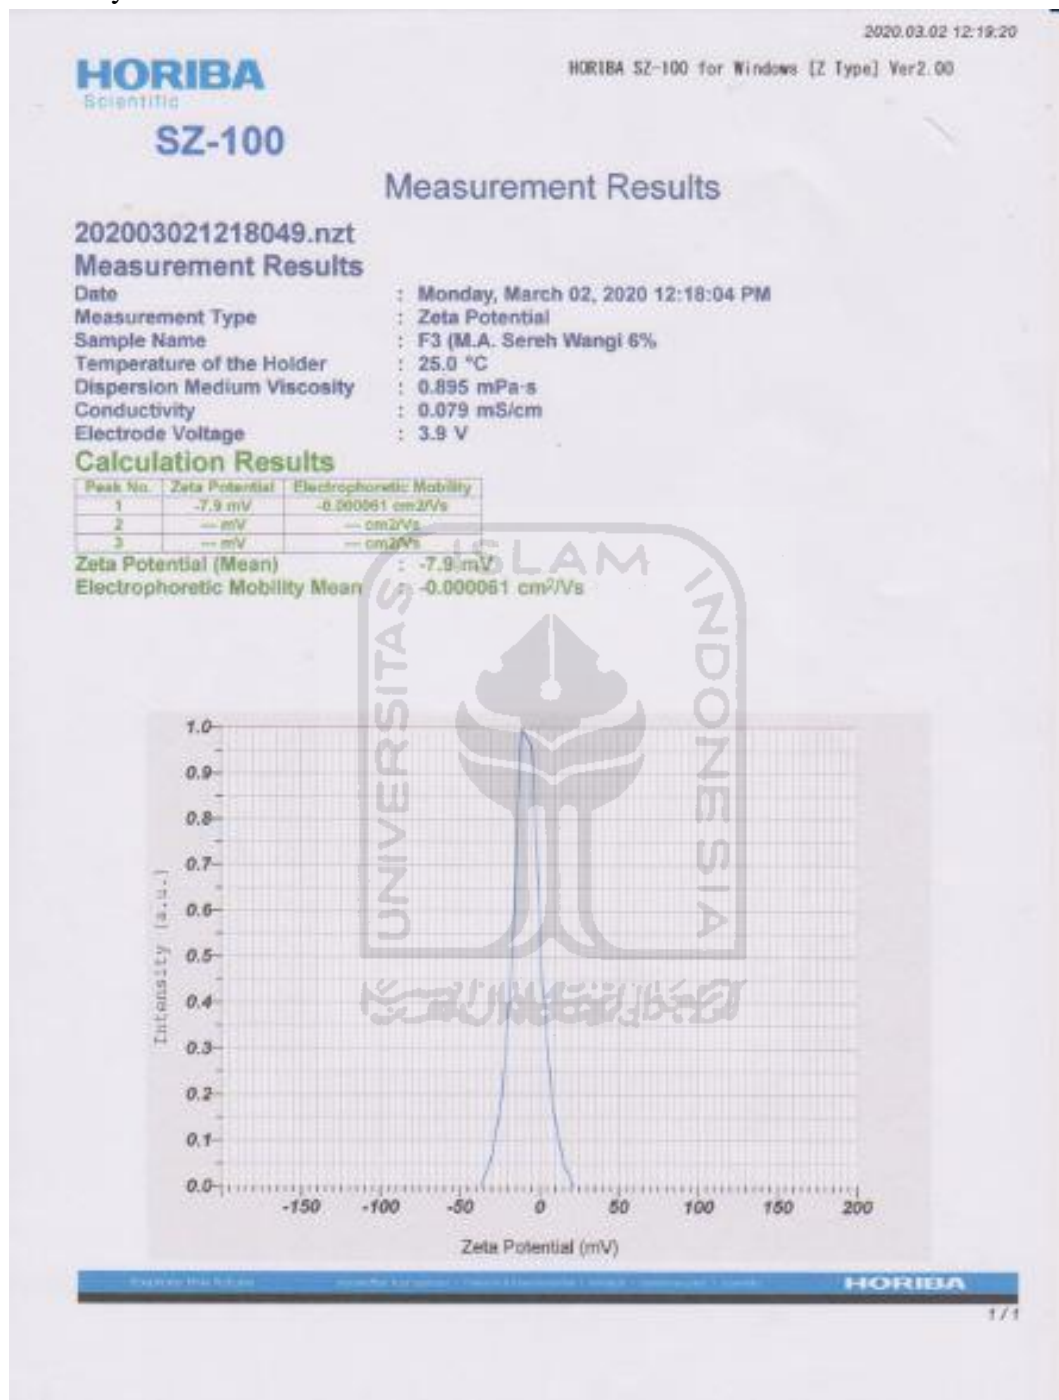 2020.03.02 12:19:20
HORIBA
Scientific
HORIBA SZ-100 for Windows [Z Type] Ver2.00
SZ-100
Measurement Results
202003021218049.nzt
Measurement Results
Date : Monday, March 02, 2020 12:18:04 PM
Measurement Type : Zeta Potential
Sample Name : F3 (M.A. Sereh Wangi 6%
Temperature of the Holder : 25.0 °C
Dispersion Medium Viscosity : 0.895 mPa·s
Conductivity : 0.079 mS/cm
Electrode Voltage : 3.9 V
Calculation Results
Peak No. Zeta Potential Electrophoretic Mobility
1 -7.9 mV -0.000061 cm2/Vs
2 --- mV --- cm2/Vs
3 --- mV --- cm2/Vs
Zeta Potential (Mean) : -7.9 mV
Electrophoretic Mobility Mean : -0.000061 cm²/Vs
UNIVERSITAS ISLAM INDONESIA
1.0
0.9
0.8
0.7
0.6
0.5
0.4
0.3
0.2
0.1
0.0
Intensity (a.u.)
-150 -100 -50 0 50 100 150 200
Zeta Potential (mV)
Explore the future
HORIBA
1 / 1